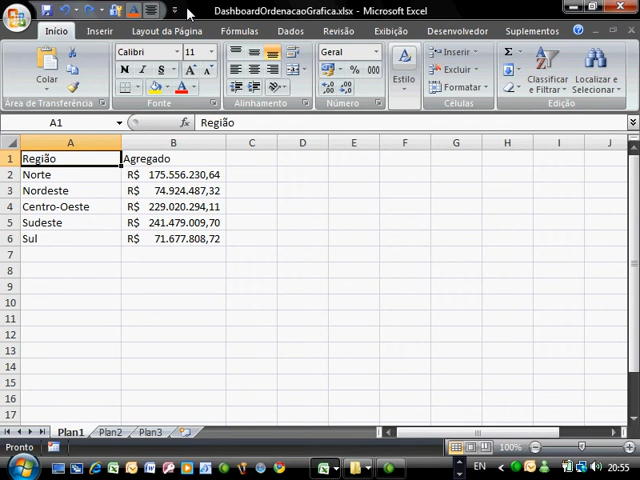 DashboardOrdenacaoGrafica.xlsx - Microsoft Excel
Início Inserir Layout da Página Fórmulas Dados Revisão Exibição Desenvolvedor
Colar
Calibri 11
N I S
Geral
% 000
Estilo
Inserir
Excluir
Formatar
Σ
Classificar e Filtrar
Localizar e Selecionar
Área de Transferência Fonte Alinhamento Número Células Edição
A1 fx Região
A B C D E F G H I J
1 Região Agregado
2 Norte R$ 175.556.230,64
3 Nordeste R$ 74.924.487,32
4 Centro-Oeste R$ 229.020.294,11
5 Sudeste R$ 241.479.009,70
6 Sul R$ 71.677.808,72
7
8
9
10
11
12
13
14
15
16
17
Plan1 Plan2 Plan3
Pronto 100%
EN 20:55